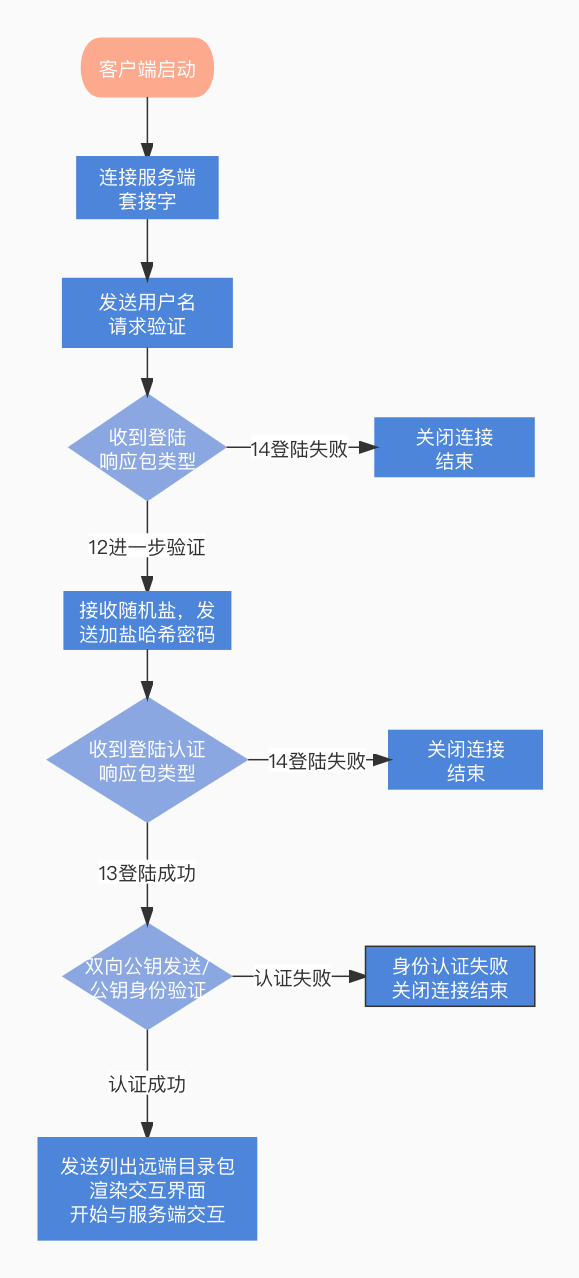 客户端启动
连接服务端
套接字
发送用户名
请求验证
收到登陆
响应包类型
14登陆失败
关闭连接
结束
12进一步验证
接收随机盐，发
送加盐哈希密码
收到登陆认证
响应包类型
14登陆失败
关闭连接
结束
13登陆成功
双向公钥发送/
公钥身份验证
认证失败
身份认证失败
关闭连接结束
认证成功
发送列出远端目录包
渲染交互界面
开始与服务端交互